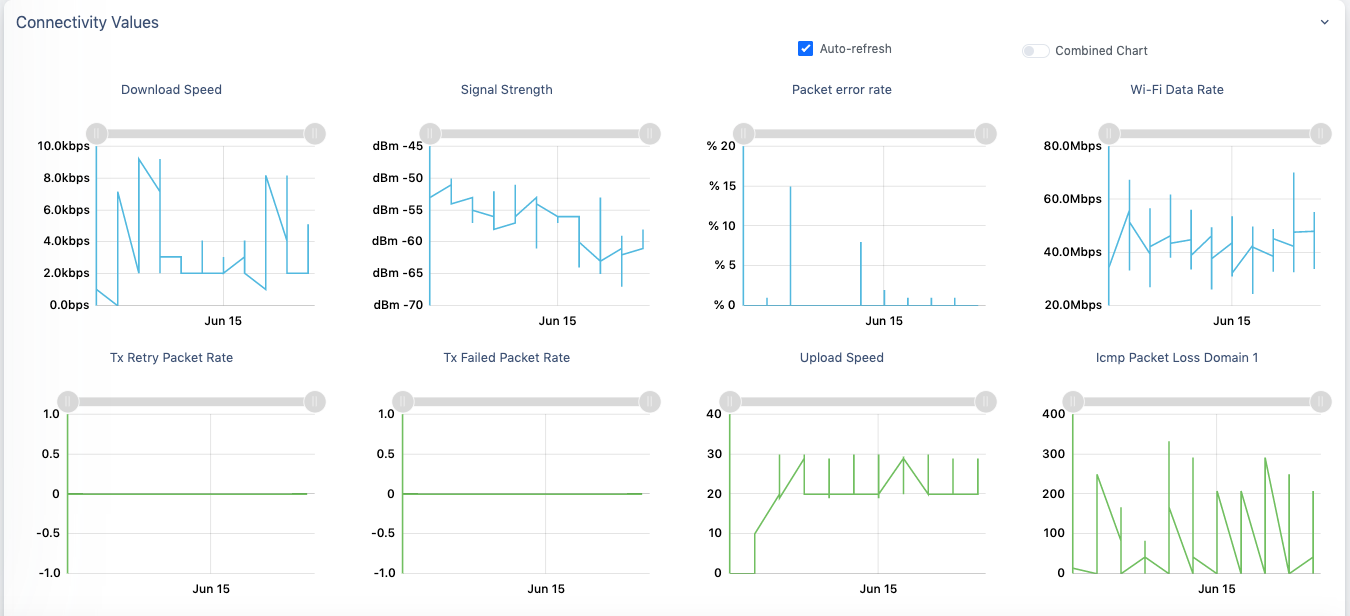 Connectivity Values
Auto-refresh
Combined Chart
Download Speed
10.0kbps
8.0kbps
6.0kbps
4.0kbps
2.0kbps
0.0bps
Jun 15
Signal Strength
dBm -45
dBm -50
dBm -55
dBm -60
dBm -65
dBm -70
Jun 15
Packet error rate
% 20
% 15
% 10
% 5
% 0
Jun 15
Wi-Fi Data Rate
80.0Mbps
60.0Mbps
40.0Mbps
20.0Mbps
Jun 15
Tx Retry Packet Rate
1.0
0.5
0
-0.5
-1.0
Jun 15
Tx Failed Packet Rate
1.0
0.5
0
-0.5
-1.0
Jun 15
Upload Speed
40
30
20
10
0
Jun 15
Icmp Packet Loss Domain 1
400
300
200
100
0
Jun 15